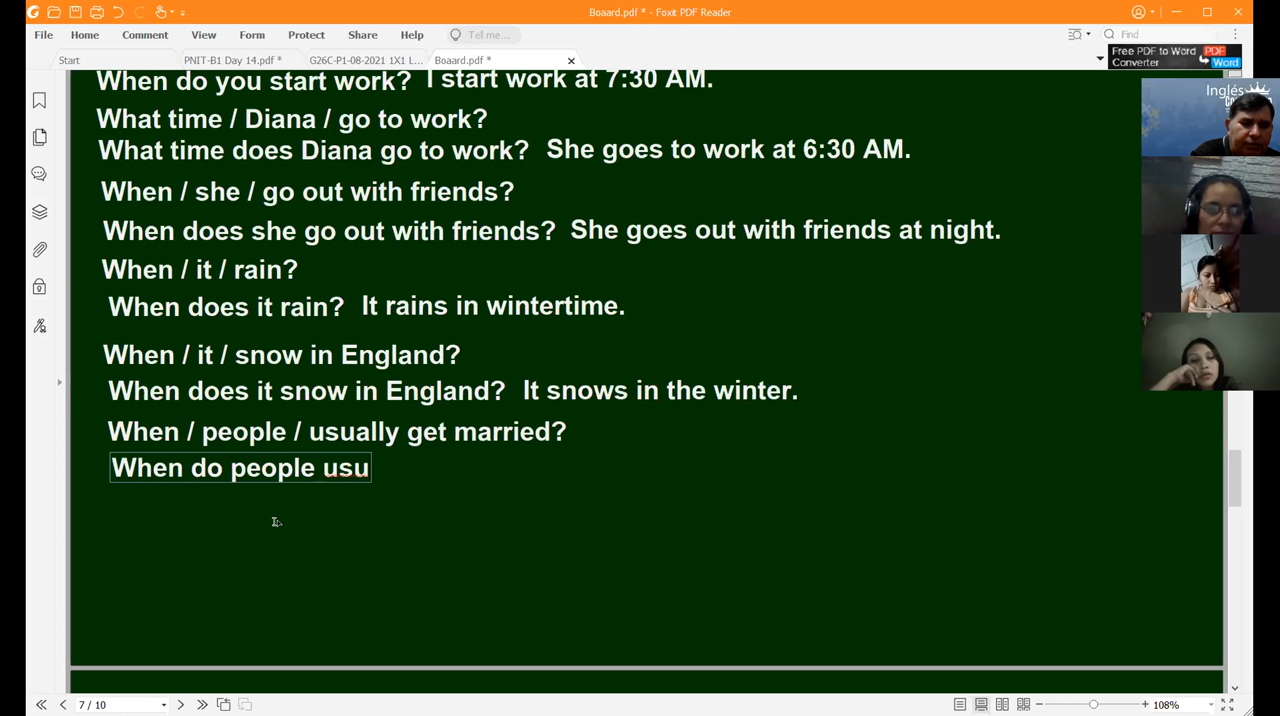 Boaard.pdf * - Foxit PDF Reader
File Home Comment View Form Protect Share Help Tell me... Find
Start PNIT-B1 Day 14.pdf * G26C-P1-08-2021 1X1 L... Boaard.pdf *
Free PDF to Word PDF
Converter Word
Inglés
When do you start work? I start work at 7:30 AM.
What time / Diana / go to work?
What time does Diana go to work? She goes to work at 6:30 AM.
When / she / go out with friends?
When does she go out with friends? She goes out with friends at night.
When / it / rain?
When does it rain? It rains in wintertime.
When / it / snow in England?
When does it snow in England? It snows in the winter.
When / people / usually get married?
When do people usu
7 / 10
108%